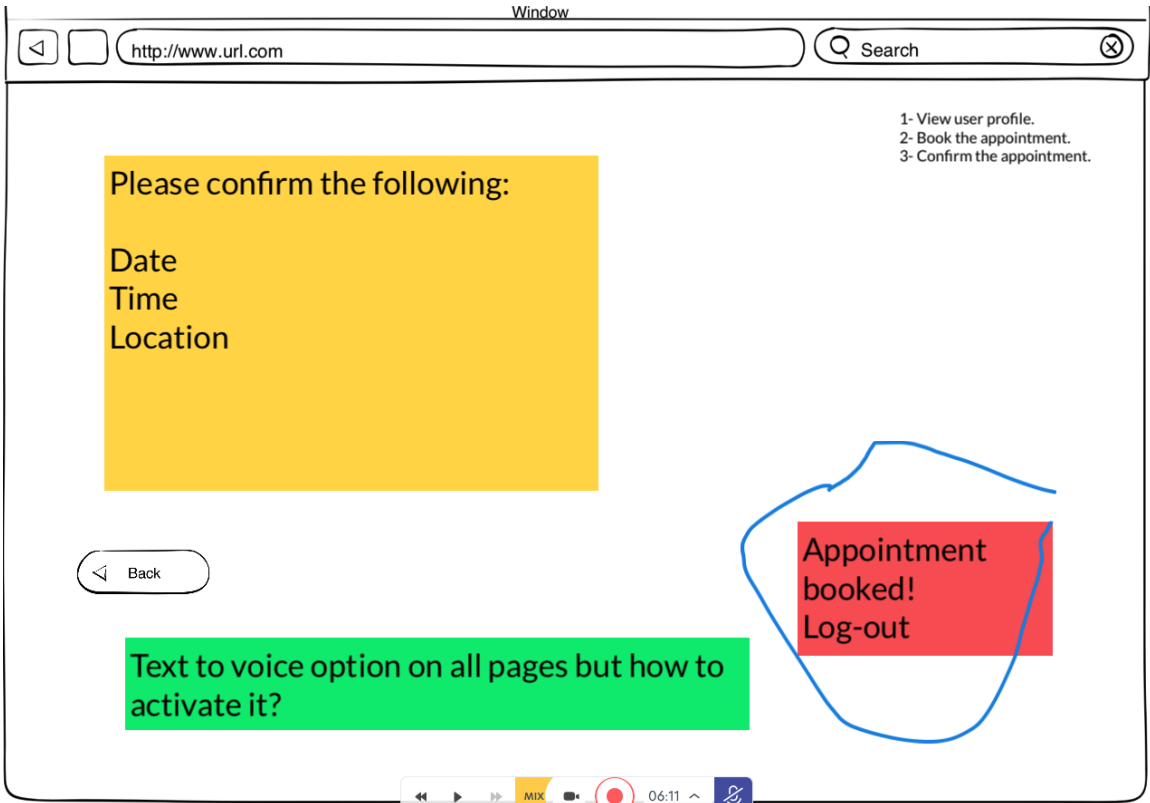 Window
http://www.url.com
Search
1- View user profile.
2- Book the appointment.
3- Confirm the appointment.
Please confirm the following:
Date
Time
Location
Back
Appointment
booked!
Log-out
Text to voice option on all pages but how to
activate it?
MIX
06:11